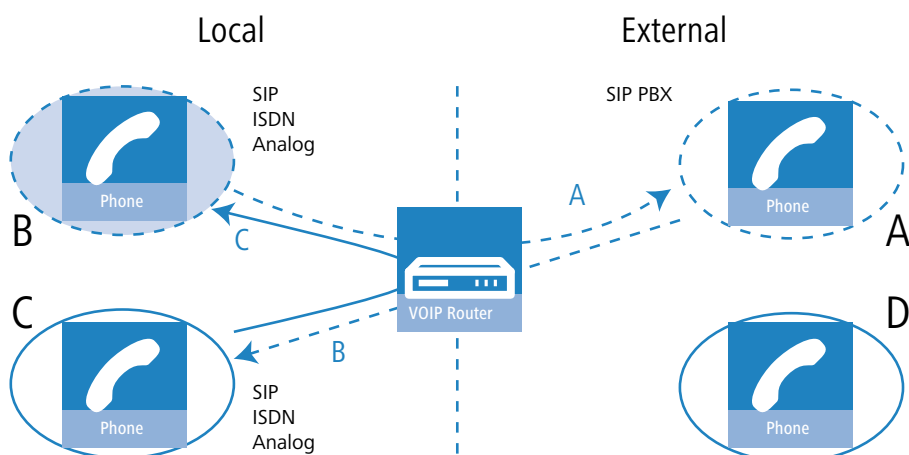 Local
External
SIP
ISDN
Analog
SIP PBX
Phone
Phone
A
B
C
A
C
VOIP Router
D
B
Phone
SIP
ISDN
Analog
Phone